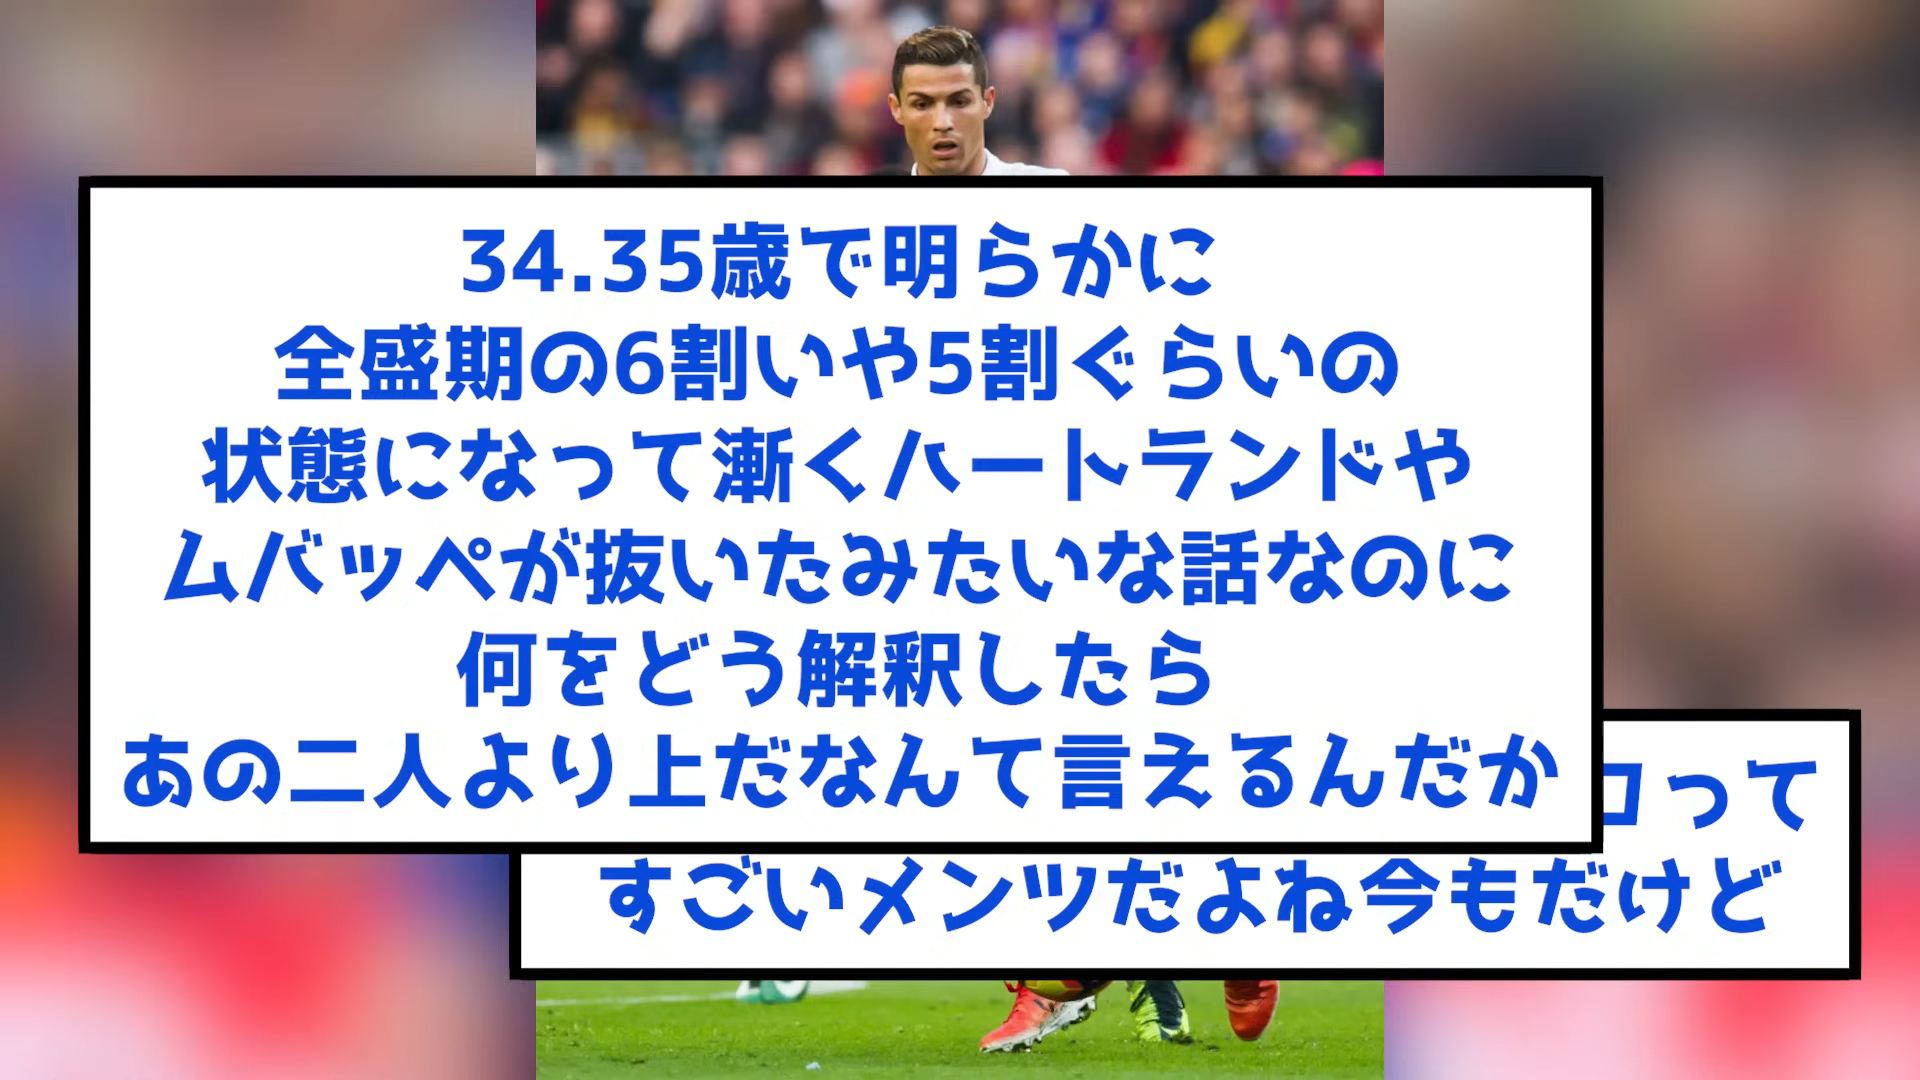 34.35歳で明らかに
全盛期の6割いや5割ぐらいの
状態になって漸くハートランドや
ムバッペが抜いたみたいな話なのに
何をどう解釈したら
あの二人より上だなんて言えるんだか
コって
すごいメンツだよね今もだけど